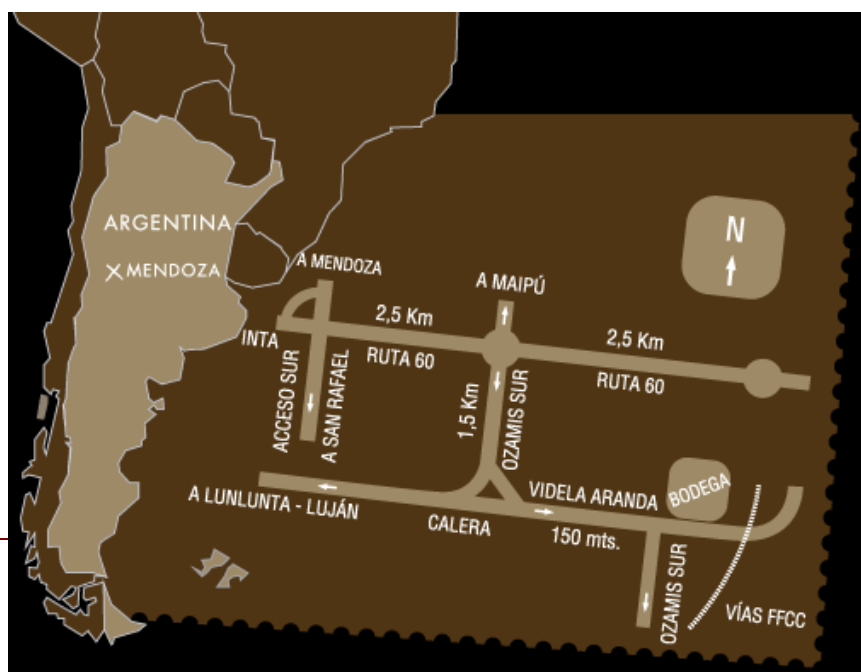 ARGENTINA
MENDOZA
N
A MENDOZA
A MAIPÚ
2,5 Km
2,5 Km
INTA
RUTA 60
RUTA 60
ACCESO SUR
A SAN RAFAEL
1,5 Km
OZAMIS SUR
A LUNLUNTA - LUJÁN
CALERA
VIDELA ARANDA
BODEGA
150 mts.
OZAMIS SUR
VÍAS FFCC